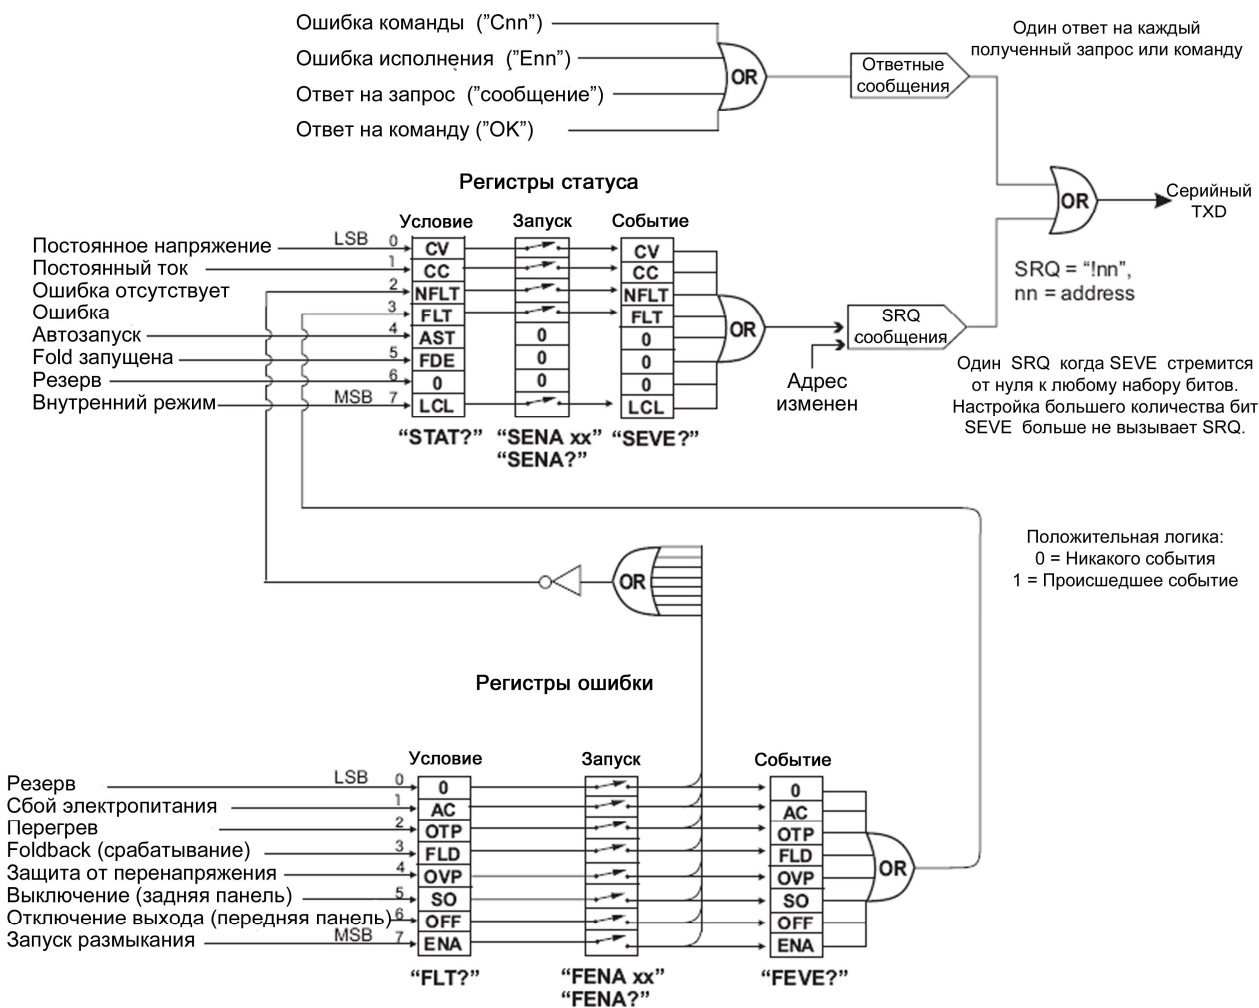 Ошибка команды ("Cnn")
Ошибка исполнения ("Enn")
Ответ на запрос ("сообщение")
Ответ на команду ("OK")
OR
Ответные
сообщения
Один ответ на каждый
полученный запрос или команду
OR
Серийный
TXD
SRQ = "!nn",
nn = address
Регистры статуса
Условие
Запуск
Событие
Постоянное напряжение
LSB
0
CV
CV
Постоянный ток
1
CC
CC
Ошибка отсутствует
2
NFLT
NFLT
Ошибка
3
FLT
FLT
Автозапуск
4
AST
0
0
Fold запущена
5
FDE
0
0
Резерв
6
0
0
0
Внутренний режим
MSB
7
LCL
LCL
"STAT?"
"SENA xx"
"SENA?"
"SEVE?"
OR
SRQ
сообщения
Адрес
изменен
Один SRQ когда SEVE стремится
от нуля к любому набору битов.
Настройка большего количества бит
SEVE больше не вызывает SRQ.
Положительная логика:
0 = Никакого события
1 = Происшедшее событие
OR
Регистры ошибки
Условие
Запуск
Событие
Резерв
LSB
0
0
0
Сбой электропитания
1
AC
AC
Перегрев
2
OTP
OTP
Foldback (срабатывание)
3
FLD
FLD
Защита от перенапряжения
4
OVP
OVP
Выключение (задняя панель)
5
SO
SO
Отключение выхода (передняя панель)
6
OFF
OFF
Запуск размыкания
MSB
7
ENA
ENA
OR
"FLT?"
"FENA xx"
"FENA?"
"FEVE?"